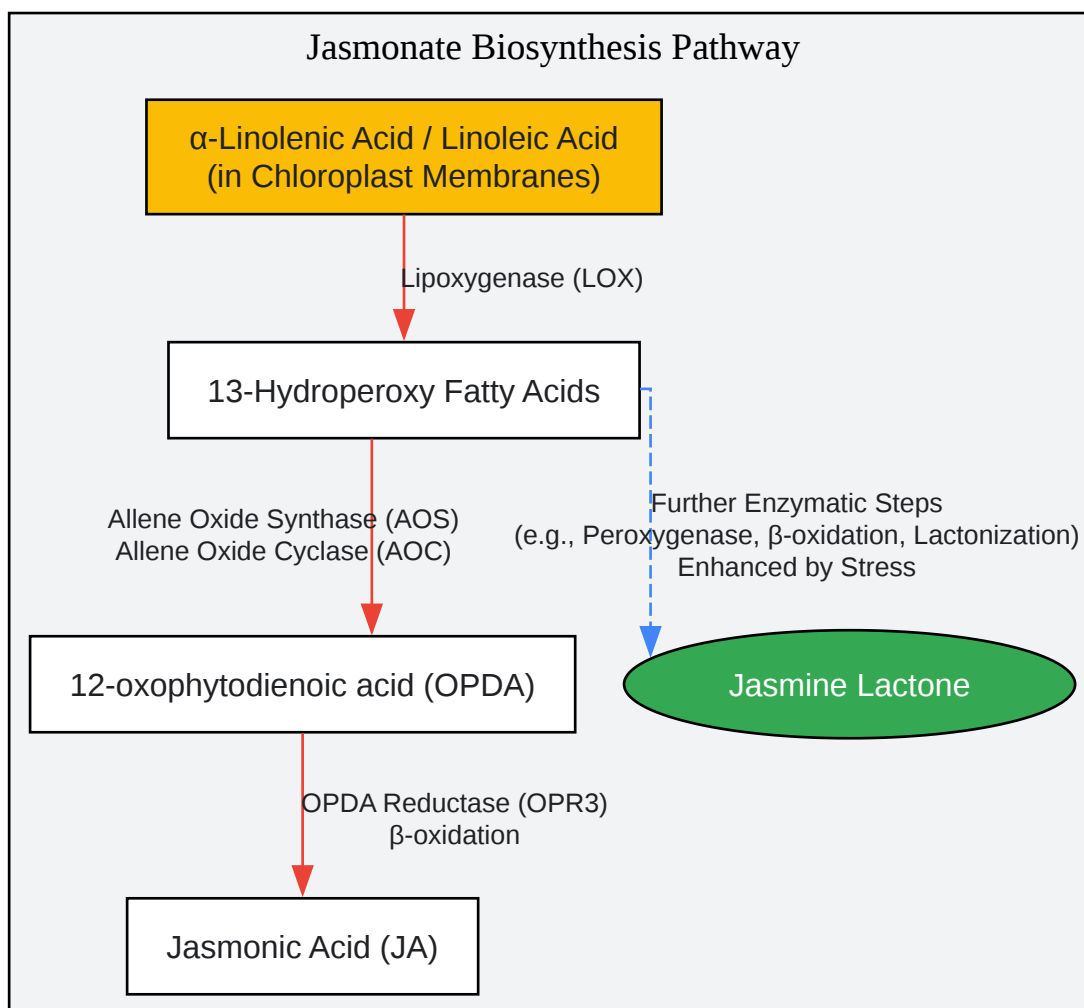 Jasmonate Biosynthesis Pathway
α-Linolenic Acid / Linoleic Acid
(in Chloroplast Membranes)
Lipoxygenase (LOX)
13-Hydroperoxy Fatty Acids
Allene Oxide Synthase (AOS)
Allene Oxide Cyclase (AOC)
Further Enzymatic Steps
(e.g., Peroxygenase, β-oxidation, Lactonization)
Enhanced by Stress
12-oxophytodienoic acid (OPDA)
Jasmine Lactone
OPDA Reductase (OPR3)
β-oxidation
Jasmonic Acid (JA)